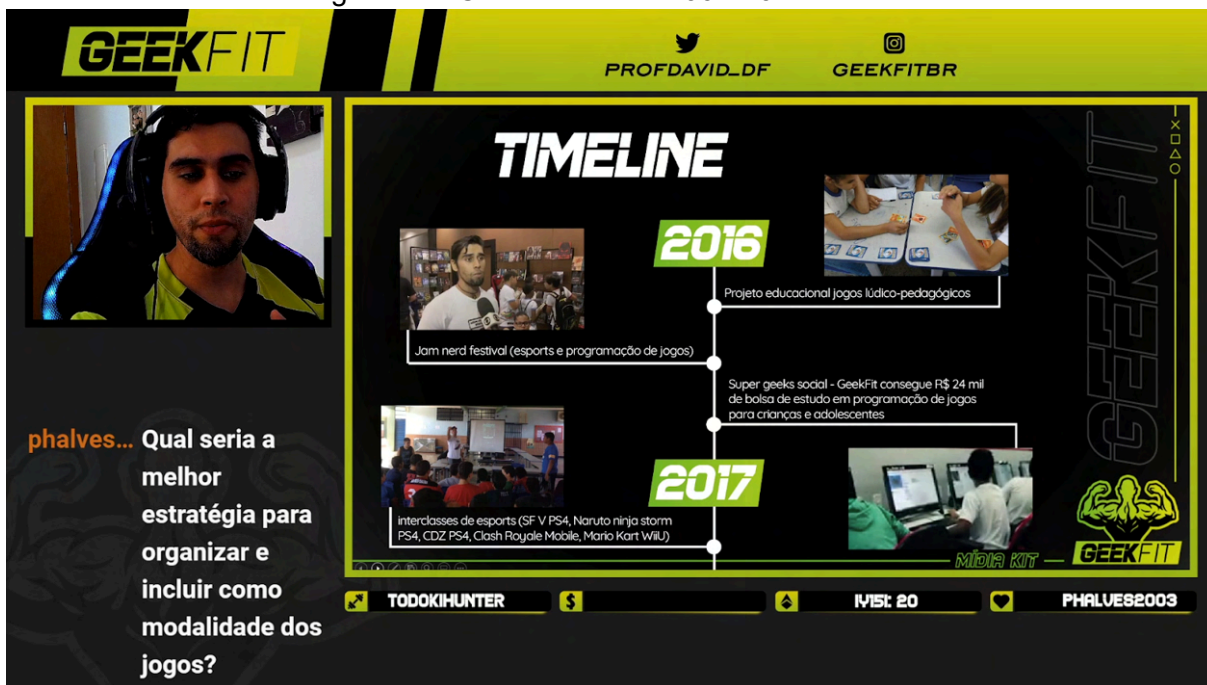 GEEKFIT
PROFDAVID_DF
GEEKFITBR
TIMELINE
2016
Projeto educacional jogos lúdico-pedagógicos
Jam nerd festival (esports e programação de jogos)
Super geeks social - GeekFit consegue R$ 24 mil
de bolsa de estudo em programação de jogos
para crianças e adolescentes
2017
interclasses de esports (SF V PS4, Naruto ninja storm
PS4, CDZ PS4, Clash Royale Mobile, Mario Kart WiiU)
GEEKFIT
MÍDIA KIT
GEEKFIT
phalves... Qual seria a
melhor
estratégia para
organizar e
incluir como
modalidade dos
jogos?
TODOKIHUNTER
$
20
PHALVES2003